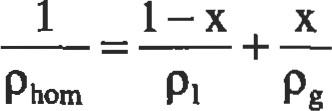 1/ρ_hom = (1 − x)/ρ_l + x/ρ_g